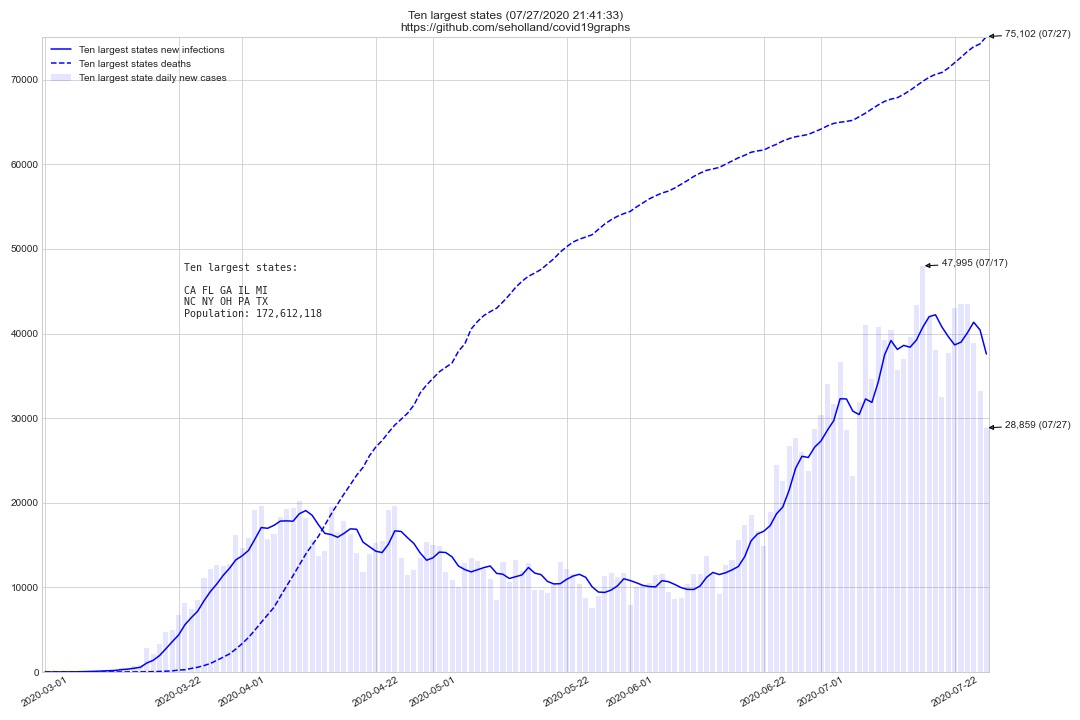 Ten largest states (07/27/2020 21:41:33)
https://github.com/seholland/covid19graphs
75,102 (07/27)
Ten largest states new infections
Ten largest states deaths
Ten largest state daily new cases
70000
60000
50000
47,995 (07/17)
Ten largest states:
CA FL GA IL MI
NC NY OH PA TX
Population: 172,612,118
40000
30000
28,859 (07/27)
20000
10000
0
2020-03-01
2020-03-22
2020-04-01
2020-04-22
2020-05-01
2020-05-22
2020-06-01
2020-06-22
2020-07-01
2020-07-22